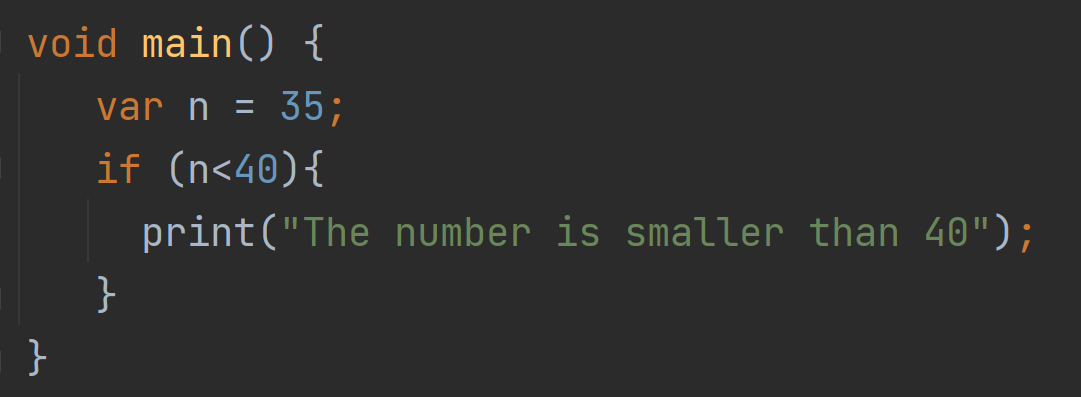 void main() {
   var n = 35;
   if (n<40){
     print("The number is smaller than 40");
   }
}